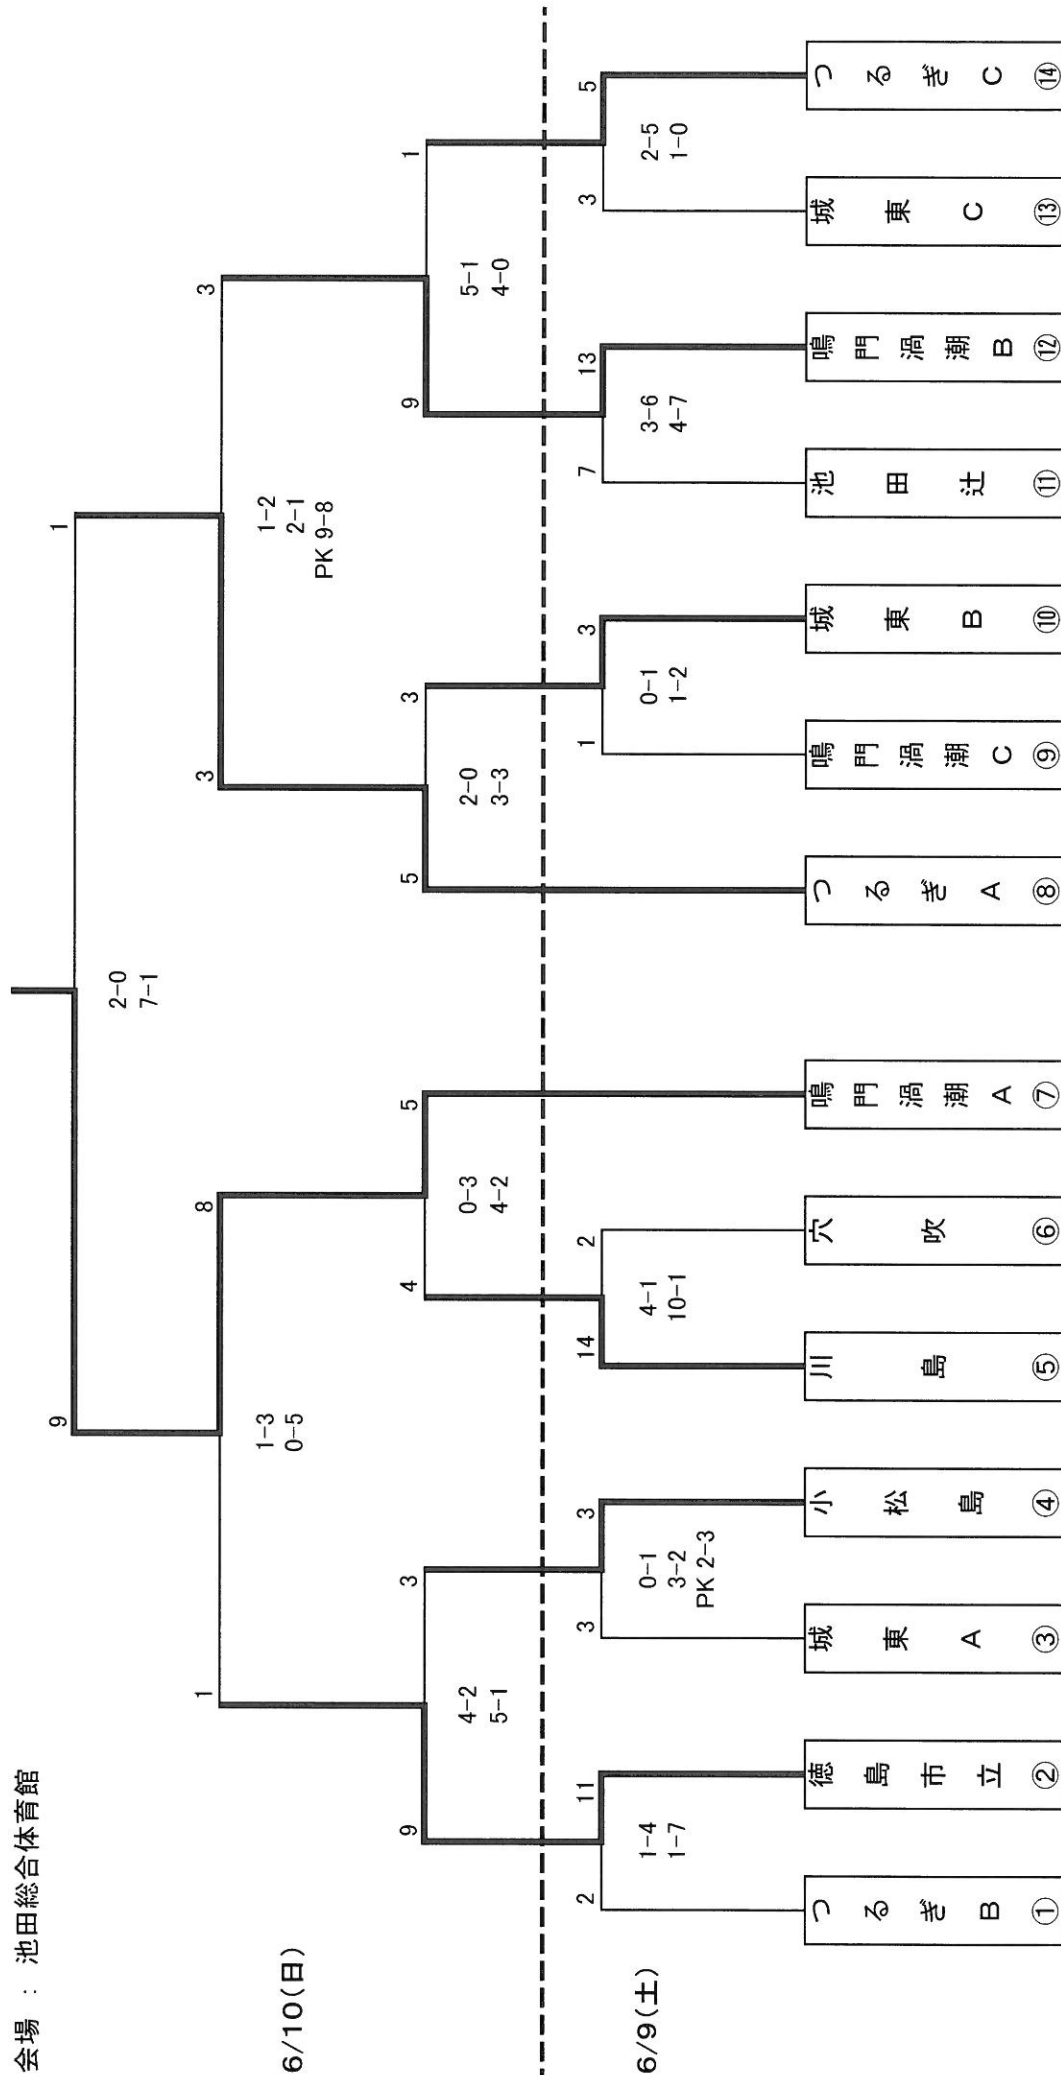 会場 ： 池田総合体育館
9
1
2-0
7-1
1
8
3
3
1-3
0-5
1-2
2-1
PK 9-8
6/10(日)
9
3
4
5
5
3
9
1
4-2
5-1
0-3
4-2
2-0
3-3
5-1
4-0
6/9(土)
2
11
3
3
14
2
1
3
7
13
3
5
1-4
1-7
0-1
3-2
PK 2-3
4-1
10-1
0-1
1-2
3-6
4-7
2-5
1-0
つるぎB ①
徳島市立 ②
城東A ③
小松島 ④
川島 ⑤
穴吹 ⑥
鳴門渦潮A ⑦
つるぎA ⑧
鳴門渦潮C ⑨
城東B ⑩
池田辻 ⑪
鳴門渦潮B ⑫
城東C ⑬
つるぎC ⑭